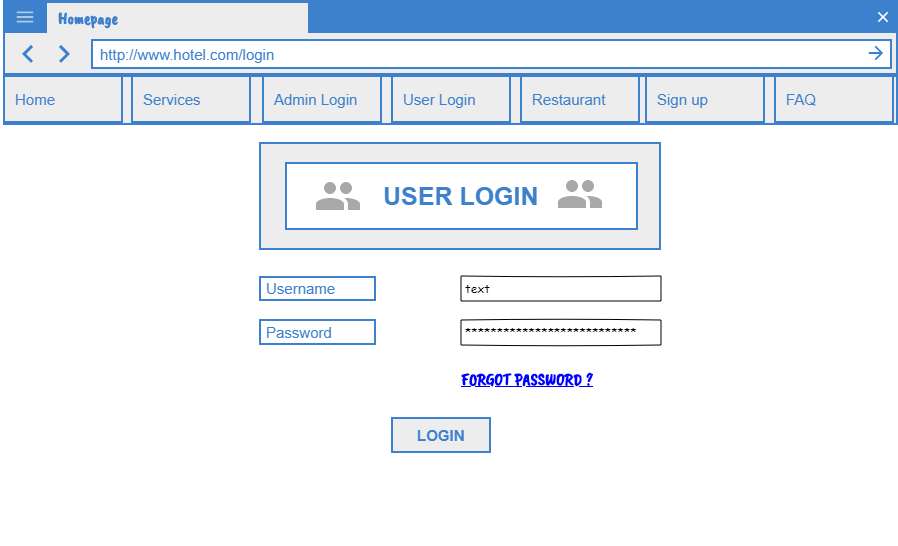 Homepage
http://www.hotel.com/login
Home Services Admin Login User Login Restaurant Sign up FAQ
USER LOGIN
Username text
Password ***************************
FORGOT PASSWORD ?
LOGIN